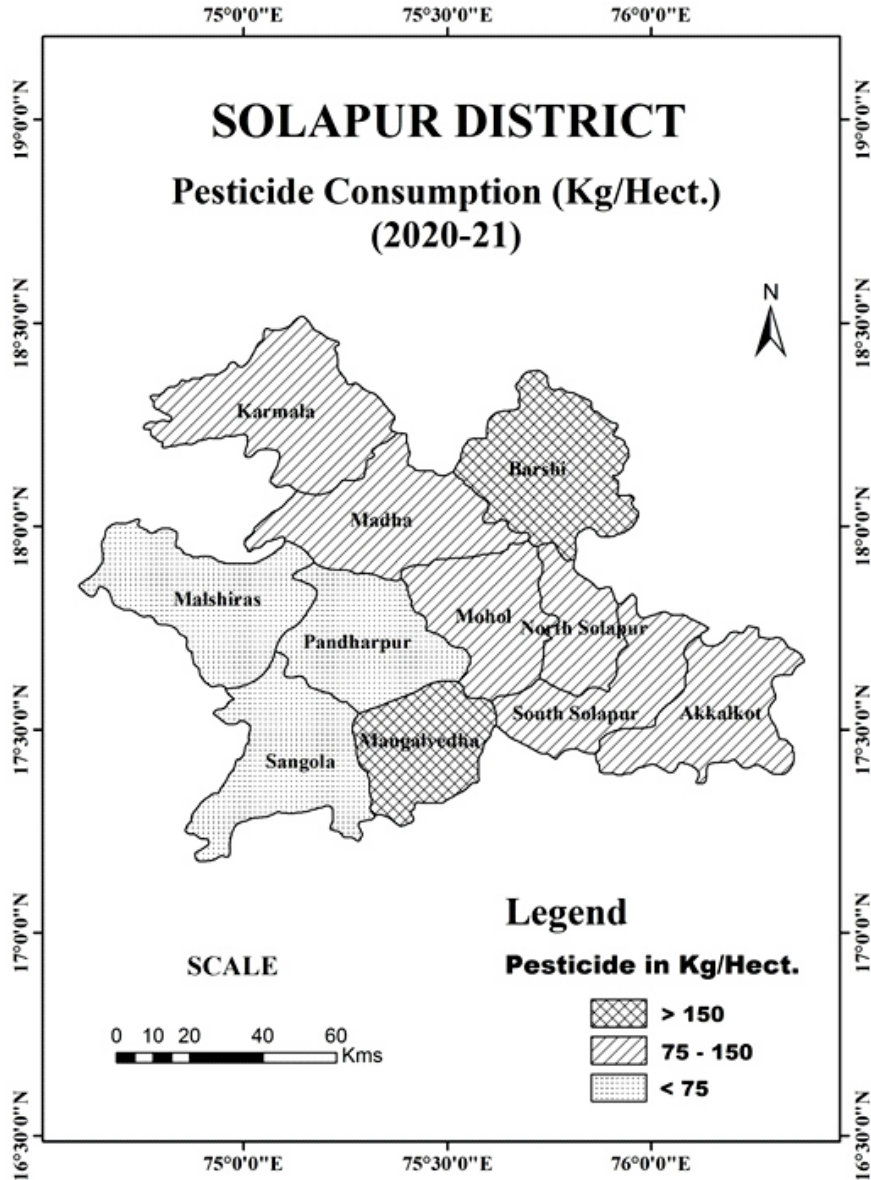 75°0'0"E 75°30'0"E 76°0'0"E
SOLAPUR DISTRICT
Pesticide Consumption (Kg/Hect.)
(2020-21)
N
19°0'0"N 19°0'0"N
18°30'0"N 18°30'0"N
Karmala
Barshi
Madha
18°0'0"N 18°0'0"N
Malshiras
Mohol
North Solapur
Pandharpur
South Solapur
Akkalkot
17°30'0"N 17°30'0"N
Mangalvedha
Sangola
Legend
17°0'0"N 17°0'0"N
SCALE
Pesticide in Kg/Hect.
> 150
0 10 20 40 60
Kms
75 - 150
< 75
16°30'0"N 16°30'0"N
75°0'0"E 75°30'0"E 76°0'0"E